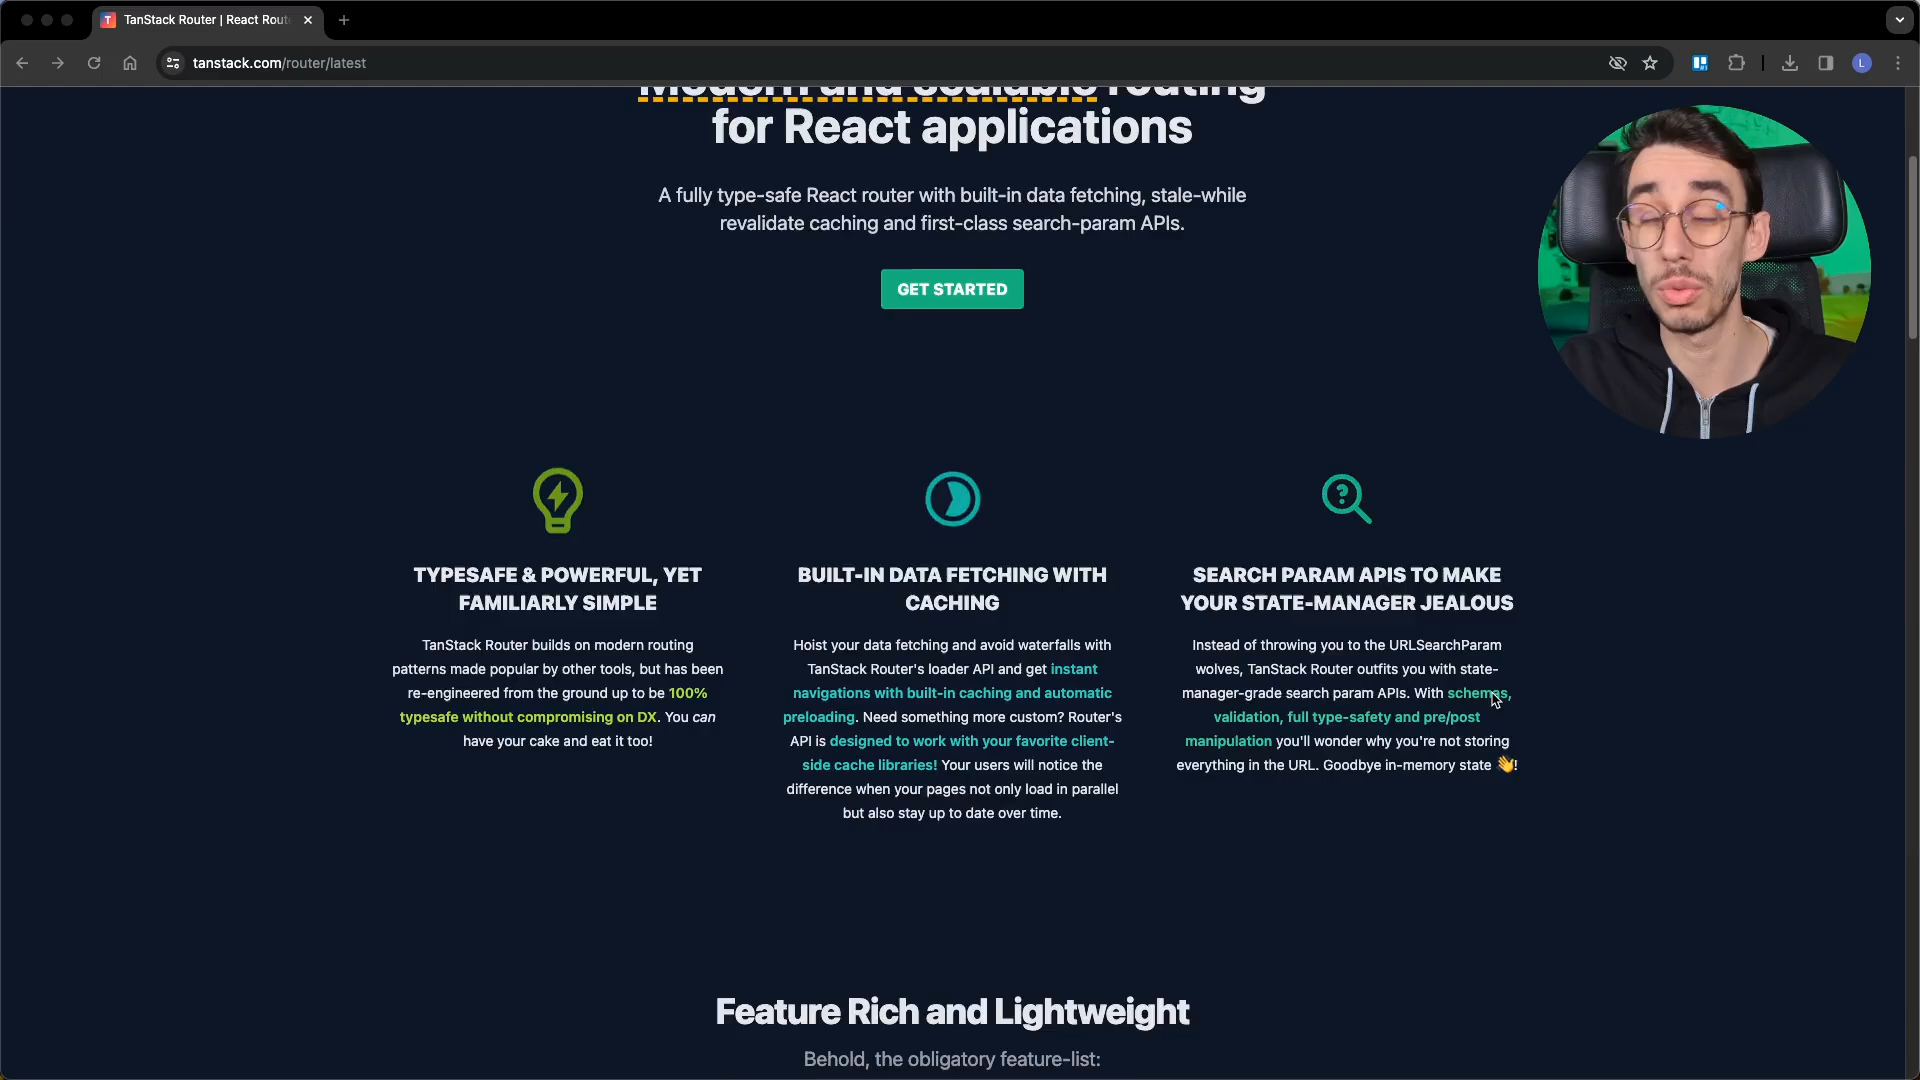 TanStack Router | React Rout
tanstack.com/router/latest
L
Modern and scalable routing
for React applications
A fully type-safe React router with built-in data fetching, stale-while
revalidate caching and first-class search-param APIs.
GET STARTED
TYPESAFE & POWERFUL, YET
FAMILIARLY SIMPLE
TanStack Router builds on modern routing
patterns made popular by other tools, but has been
re-engineered from the ground up to be 100%
typesafe without compromising on DX. You can
have your cake and eat it too!
BUILT-IN DATA FETCHING WITH
CACHING
Hoist your data fetching and avoid waterfalls with
TanStack Router's loader API and get instant
navigations with built-in caching and automatic
preloading. Need something more custom? Router's
API is designed to work with your favorite client-
side cache libraries! Your users will notice the
difference when your pages not only load in parallel
but also stay up to date over time.
SEARCH PARAM APIS TO MAKE
YOUR STATE-MANAGER JEALOUS
Instead of throwing you to the URLSearchParam
wolves, TanStack Router outfits you with state-
manager-grade search param APIs. With schemas,
validation, full type-safety and pre/post
manipulation you'll wonder why you're not storing
everything in the URL. Goodbye in-memory state 👋!
Feature Rich and Lightweight
Behold, the obligatory feature-list: